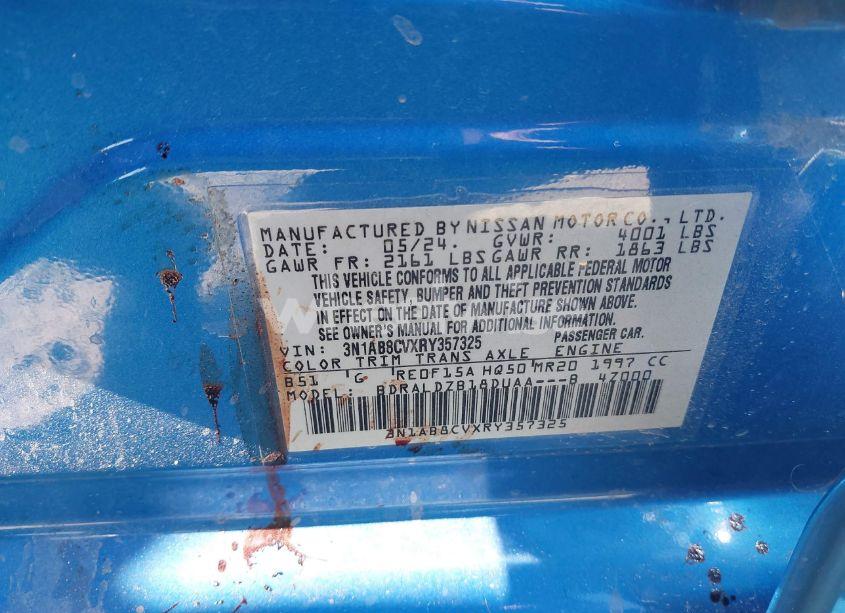 MANUFACTURED BY NISSAN MOTOR CO., LTD.
DATE: 05/24. GVWR: 4001 LBS
GAWR FR: 2161 LBS GAWR RR: 1863 LBS
THIS VEHICLE CONFORMS TO ALL APPLICABLE FEDERAL MOTOR
VEHICLE SAFETY, BUMPER AND THEFT PREVENTION STANDARDS
IN EFFECT ON THE DATE OF MANUFACTURE SHOWN ABOVE.
SEE OWNER'S MANUAL FOR ADDITIONAL INFORMATION.
VIN: 3N1AB8CVXRY357325 PASSENGER CAR.
COLOR TRIM TRANS AXLE ENGINE
B51 'G RE0F15A HQ50 MR20 1997 CC
MODEL: BDRALDZB18DUAA---B 4Z000
3N1AB8CVXRY357325